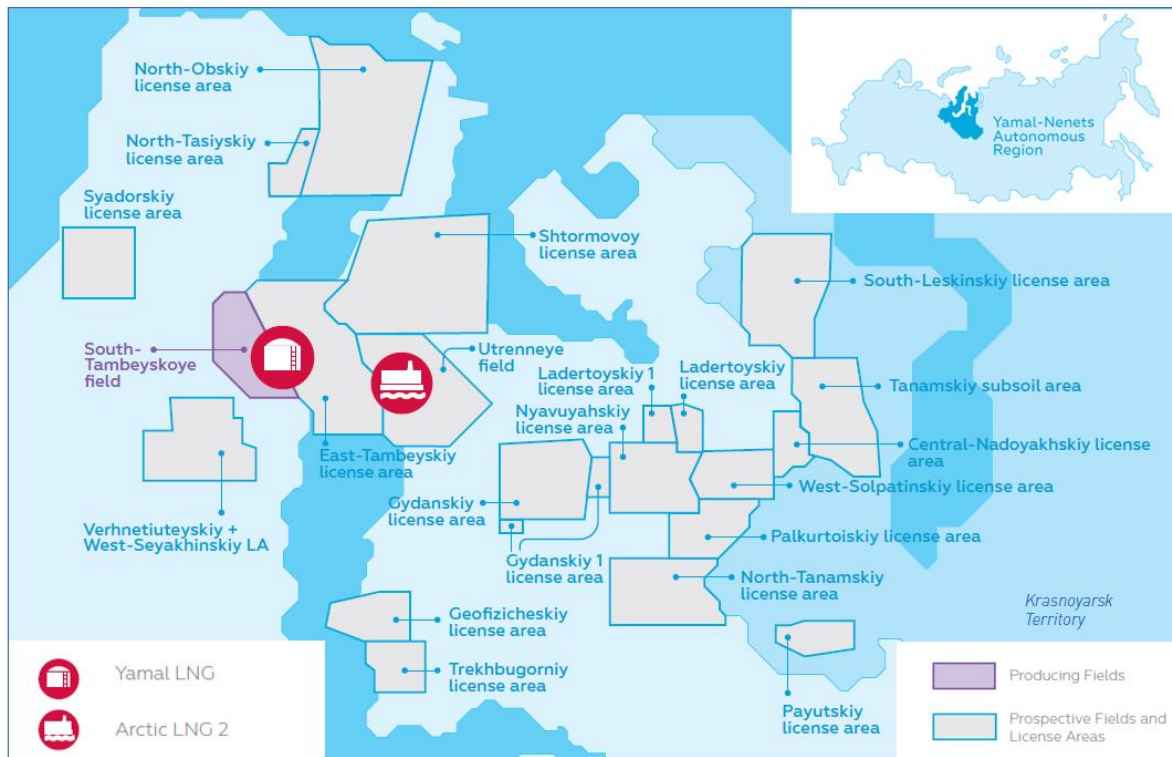 North-Obskiy
license area
North-Tasiyskiy
license area
Syadorskiy
license area
South-
Tambeyskoye
field
Verhnetiuteyskiy +
West-Seyakhinskiy LA
East-Tambeyskiy
license area
Shtormovoy
license area
Utrenneye
field
Ladertoyskiy 1
license area
Ladertoyskiy
license area
Nyavuyahskiy
license area
Gydanskiy
license area
Gydanskiy 1
license area
Geofizicheskiy
license area
Trekhbugorniy
license area
South-Leskinskiy license area
Tanamskiy subsoil area
Central-Nadoyakhskiy license
area
West-Solpatinskiy license area
Palkurtoiskiy license area
North-Tanamskiy
license area
Payutskiy
license area
Krasnoyarsk
Territory
Yamal-Nenets
Autonomous
Region
Yamal LNG
Arctic LNG 2
Producing Fields
Prospective Fields and
License Areas